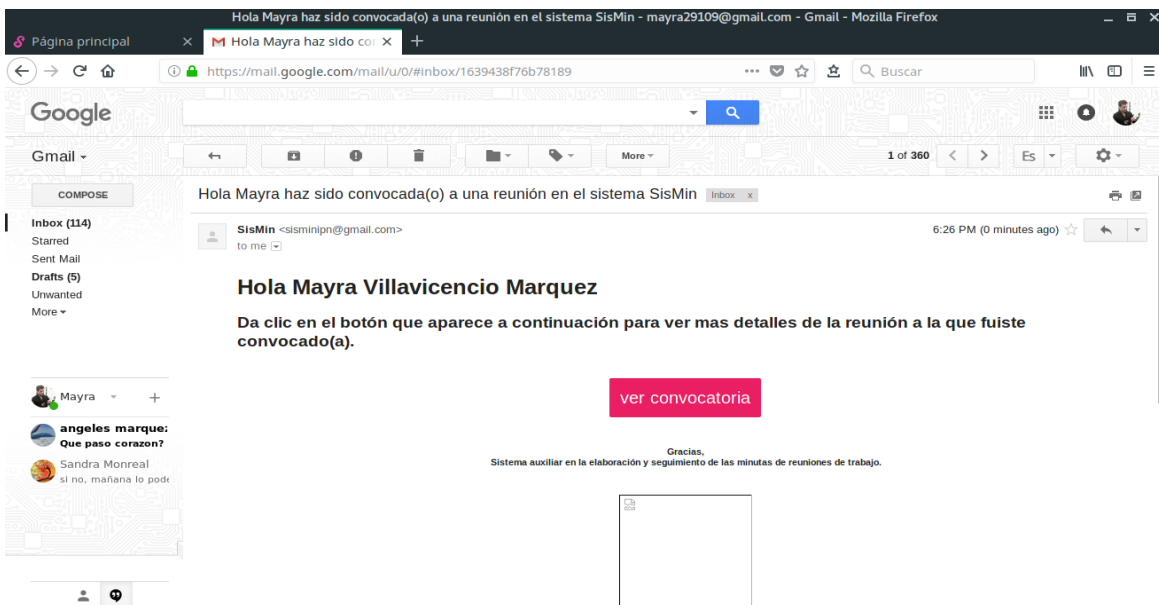 Hola Mayra haz sido convocada(o) a una reunión en el sistema SisMin - mayra29109@gmail.com - Gmail - Mozilla Firefox
Página principal
Hola Mayra haz sido cor
https://mail.google.com/mail/u/0/#inbox/1639438f76b78189
Buscar
Google
Gmail
More
1 of 360
Es
COMPOSE
Hola Mayra haz sido convocada(o) a una reunión en el sistema SisMin Inbox x
Inbox (114)
Starred
Sent Mail
Drafts (5)
Unwanted
More
SisMin <sisminipn@gmail.com>
6:26 PM (0 minutes ago)
to me
Hola Mayra Villavicencio Marquez
Da clic en el botón que aparece a continuación para ver mas detalles de la reunión a la que fuiste
convocado(a).
ver convocatoria
Gracias,
Sistema auxiliar en la elaboración y seguimiento de las minutas de reuniones de trabajo.
Mayra
angeles marque
Que paso corazon?
Sandra Monreal
si no, mañana lo pode